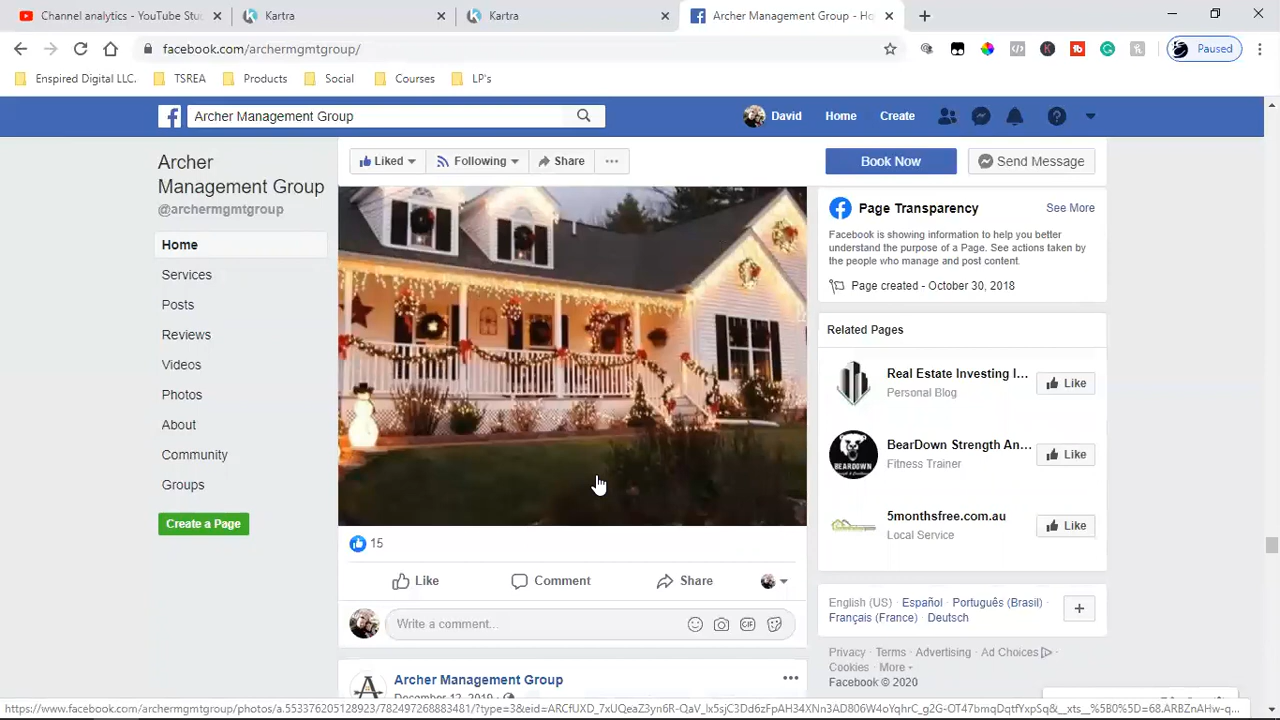 Channel analytics - YouTube Stu
Kartra
Kartra
Archer Management Group - Ho
facebook.com/archermgmtgroup/
Paused
Enspired Digital LLC.
TSREA
Products
Social
Courses
LP's
Archer Management Group
David
Home
Create
Archer
Management Group
@archermgmtgroup
Home
Services
Posts
Reviews
Videos
Photos
About
Community
Groups
Create a Page
Liked
Following
Share
Book Now
Send Message
15
Like
Comment
Share
Write a comment...
GIF
Archer Management Group
December 12, 2019
Page Transparency
See More
Facebook is showing information to help you better
understand the purpose of a Page. See actions taken
by the people who manage and post content.
Page created - October 30, 2018
Related Pages
Real Estate Investing I...
Personal Blog
Like
BEARDOWN
BearDown Strength An...
Fitness Trainer
Like
5monthsfree.com.au
Local Service
Like
English (US) · Español · Português (Brasil) ·
Français (France) · Deutsch
Privacy · Terms · Advertising · Ad Choices ·
Cookies · More
Facebook © 2020